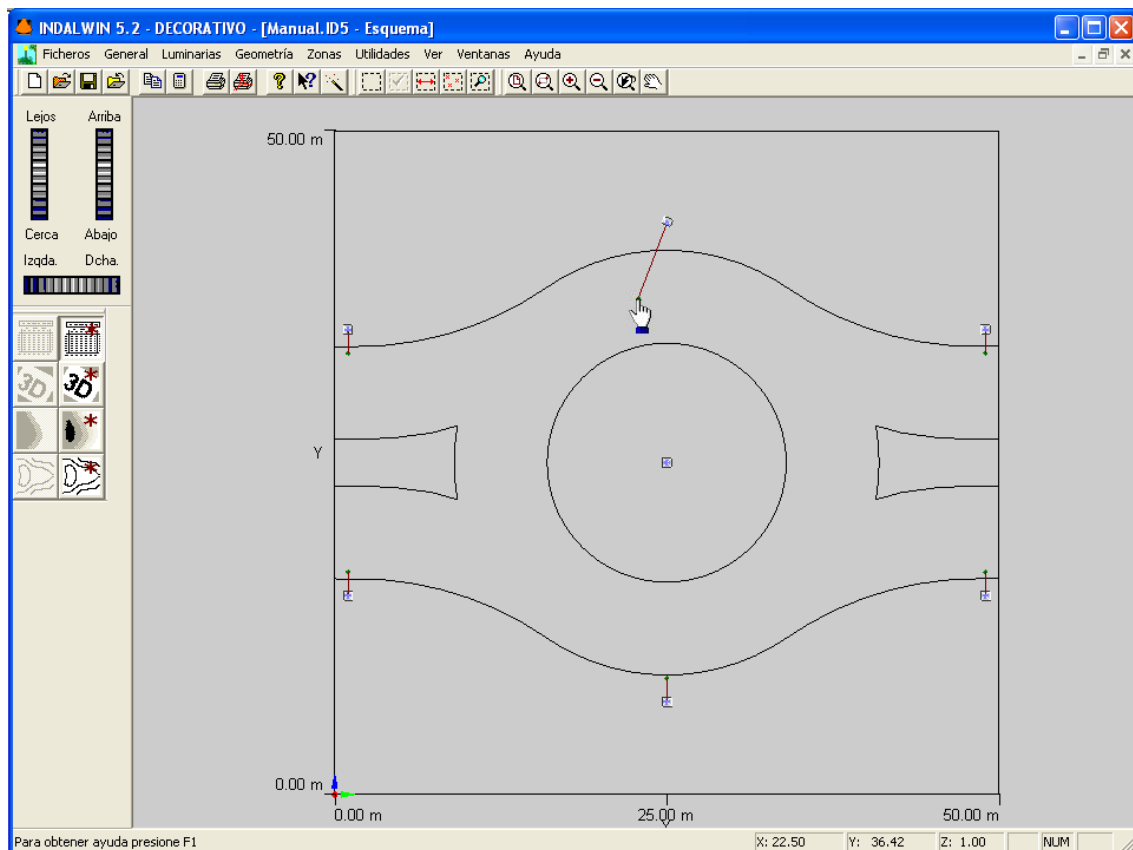 INDALWIN 5.2 - DECORATIVO - [Manual.ID5 - Esquema]
Ficheros General Luminarias Geometría Zonas Utilidades Ver Ventanas Ayuda
Lejos Arriba
Cerca Abajo
Izqda. Dcha.
3D 3D
50.00 m
Y
0.00 m
0.00 m 25.00 m 50.00 m
Para obtener ayuda presione F1 X: 22.50 Y: 36.42 Z: 1.00 NUM